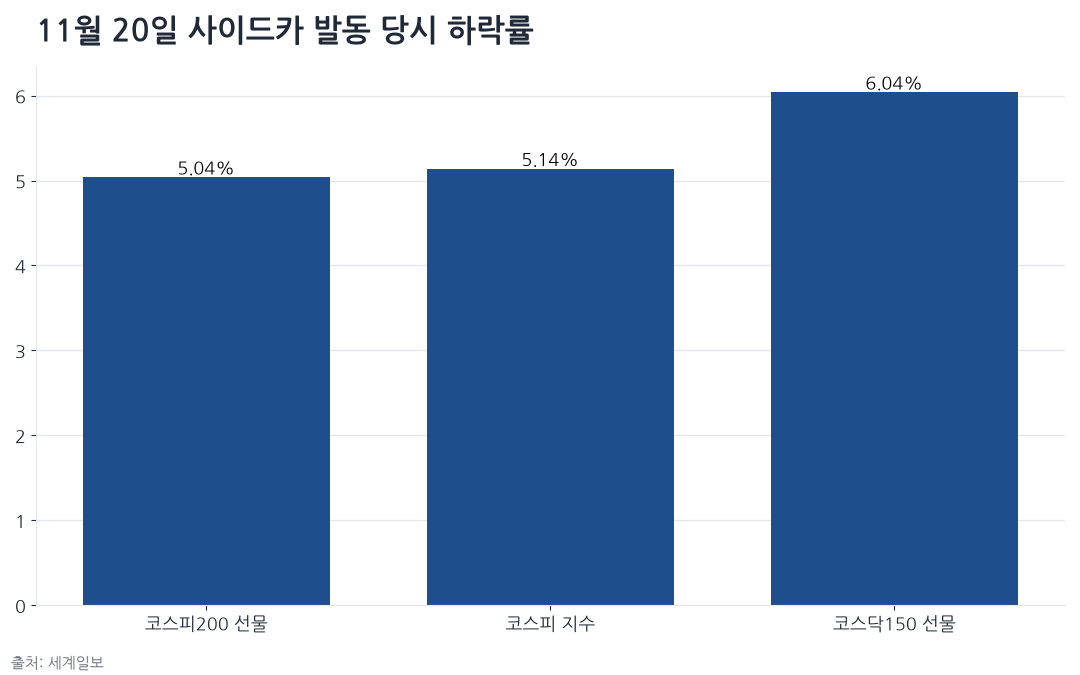 11월 20일 사이드카 발동 당시 하락률
6
5
4
3
2
1
0
5.04%
5.14%
6.04%
코스피200 선물
코스피 지수
코스닥150 선물
출처: 세계일보